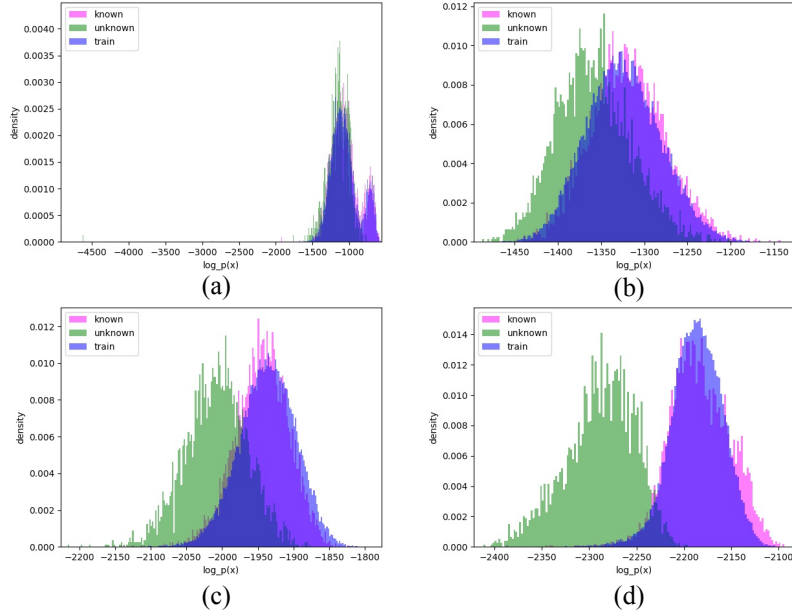 known
unknown
train
density
0.0040
0.0035
0.0030
0.0025
0.0020
0.0015
0.0010
0.0005
0.0000
−4500 −4000 −3500 −3000 −2500 −2000 −1500 −1000
log_p(x)
(a)
known
unknown
train
density
0.012
0.010
0.008
0.006
0.004
0.002
0.000
−1450 −1400 −1350 −1300 −1250 −1200 −1150
log_p(x)
(b)
known
unknown
train
density
0.012
0.010
0.008
0.006
0.004
0.002
0.000
−2200 −2150 −2100 −2050 −2000 −1950 −1900 −1850 −1800
log_p(x)
(c)
known
unknown
train
density
0.014
0.012
0.010
0.008
0.006
0.004
0.002
0.000
−2400 −2350 −2300 −2250 −2200 −2150 −2100
log_p(x)
(d)